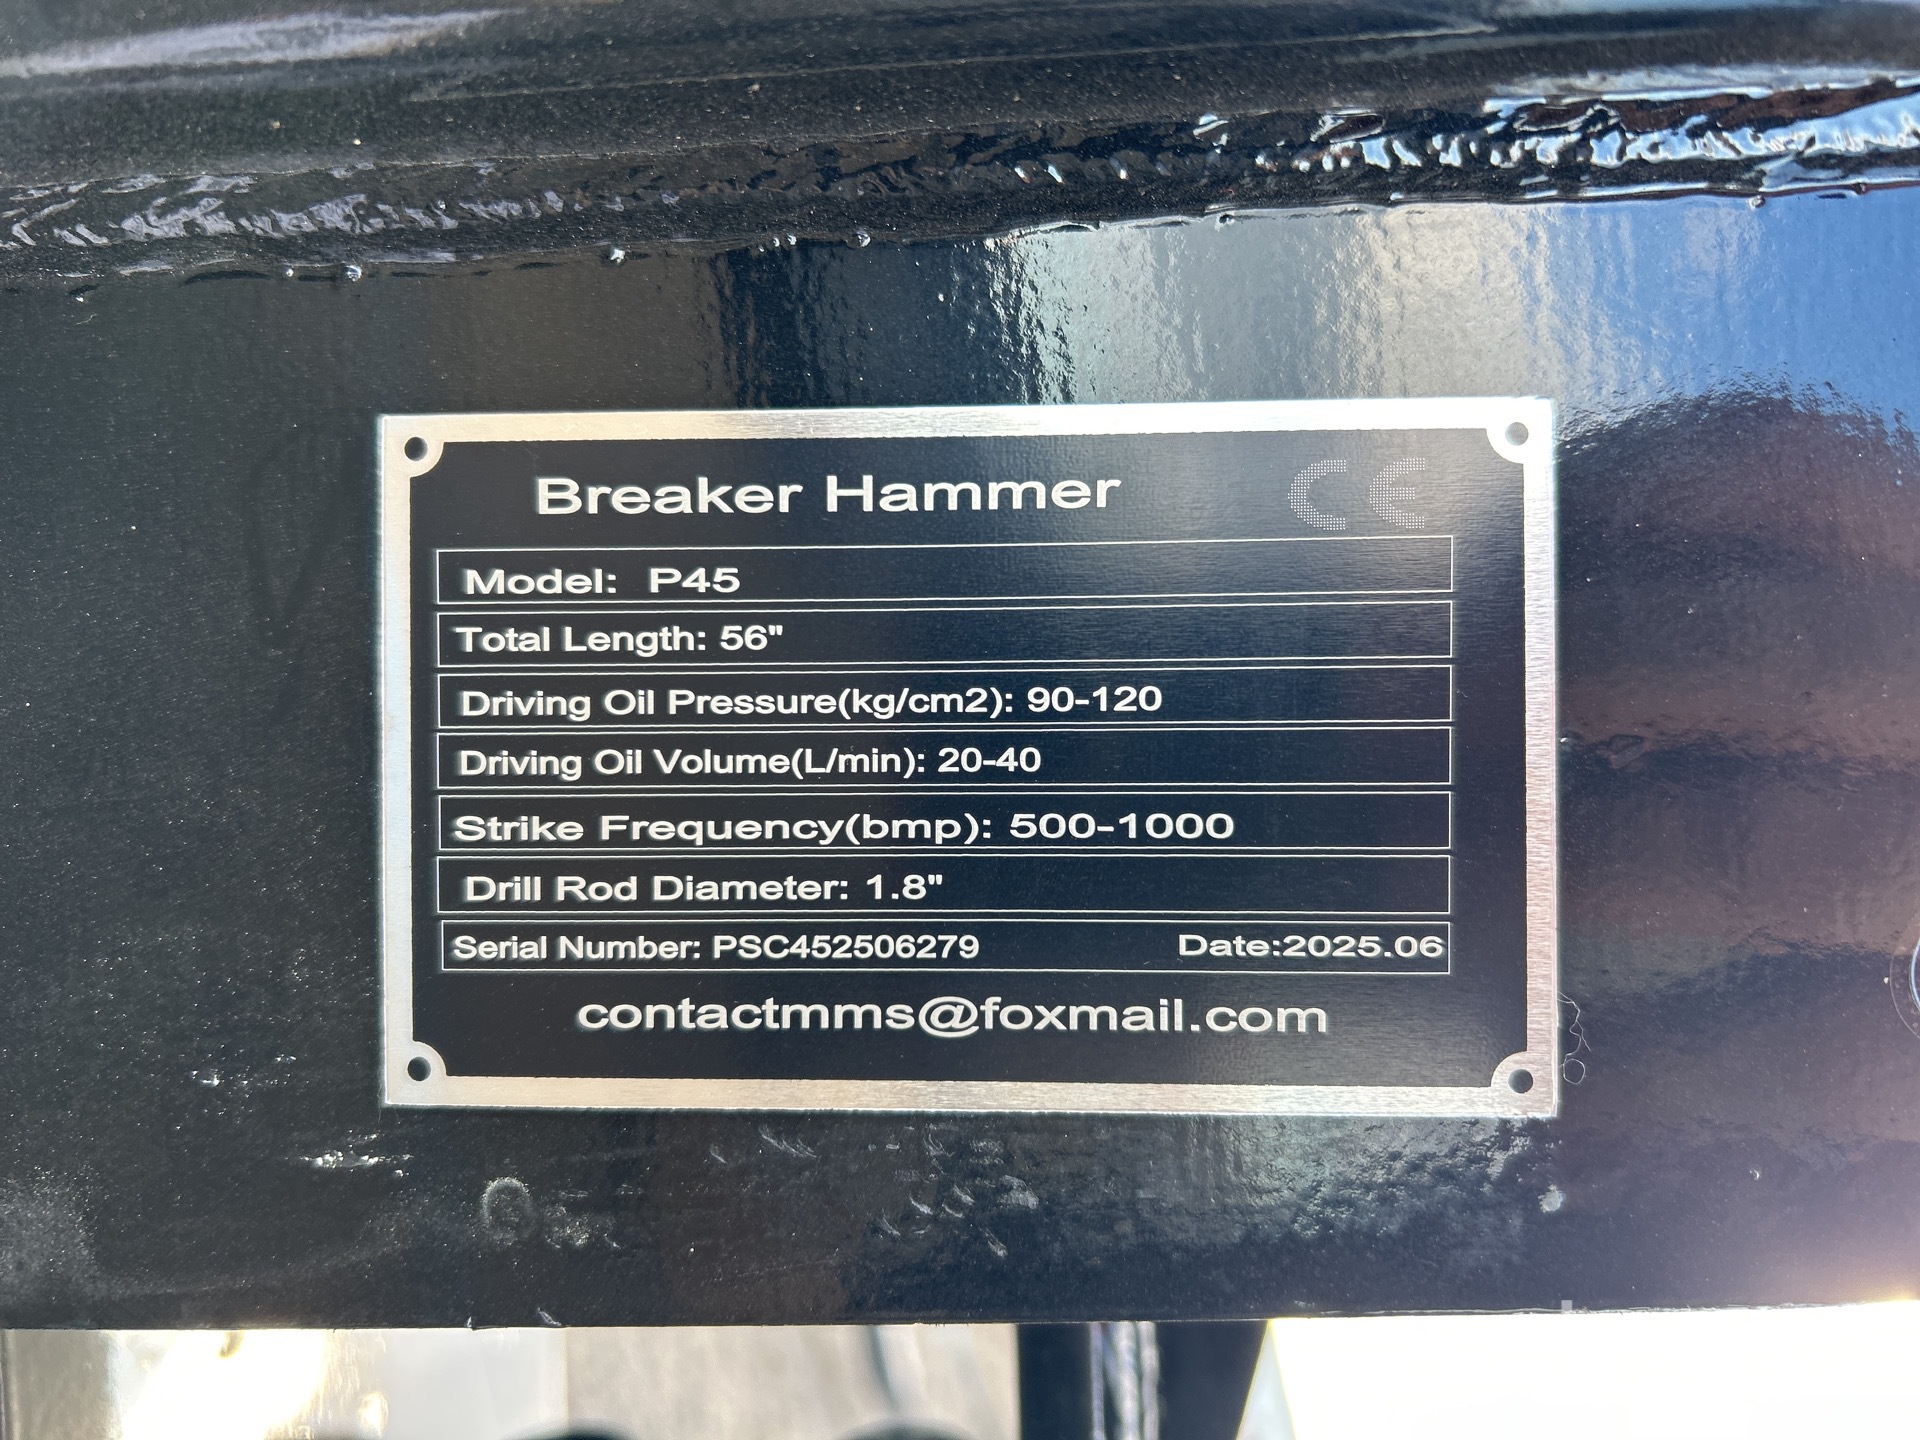 Breaker Hammer CE
Model: P45
Total Length: 56"
Driving Oil Pressure(kg/cm2): 90-120
Driving Oil Volume(L/min): 20-40
Strike Frequency(bmp): 500-1000
Drill Rod Diameter: 1.8"
Serial Number: PSC452506279 Date:2025.06
contactmms@foxmail.com